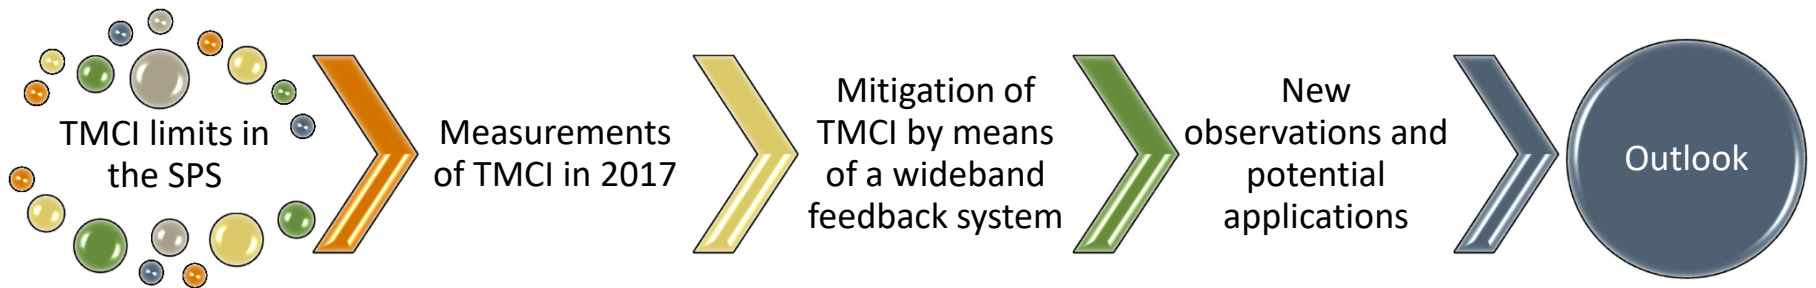 TMCI limits in
the SPS
Measurements
of TMCI in 2017
Mitigation of
TMCI by means
of a wideband
feedback system
New
observations and
potential
applications
Outlook